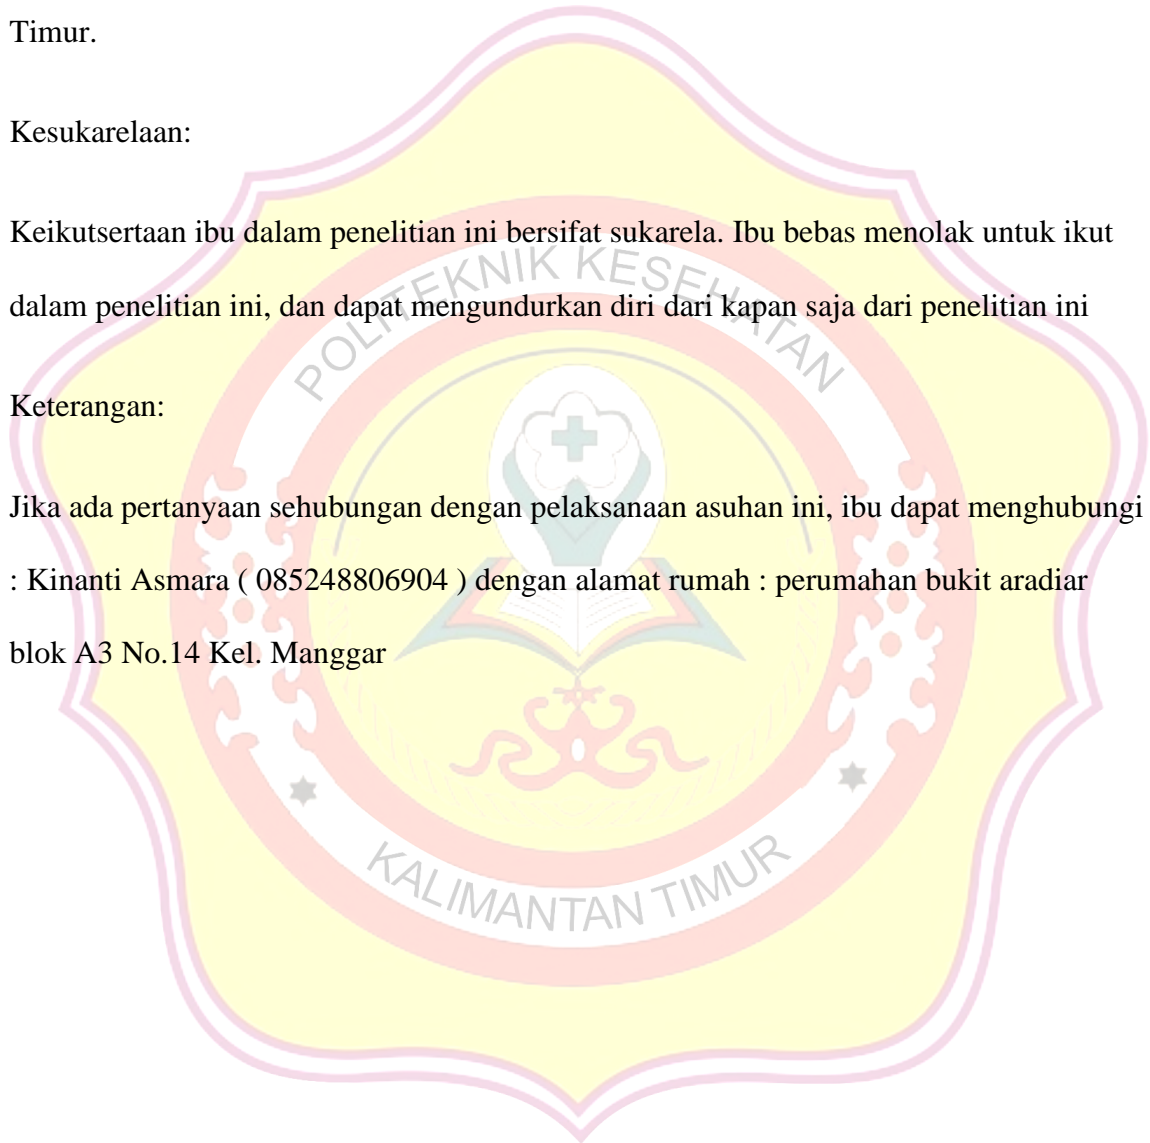 Timur.
Kesukarelaan:
Keikutsertaan ibu dalam penelitian ini bersifat sukarela. Ibu bebas menolak untuk ikut
dalam penelitian ini, dan dapat mengundurkan diri dari kapan saja dari penelitian ini
POLITEKNIK KESEHATAN
Keterangan:
Jika ada pertanyaan sehubungan dengan pelaksanaan asuhan ini, ibu dapat menghubungi
: Kinanti Asmara ( 085248806904 ) dengan alamat rumah : perumahan bukit aradiar
blok A3 No.14 Kel. Manggar
KALIMANTAN TIMUR